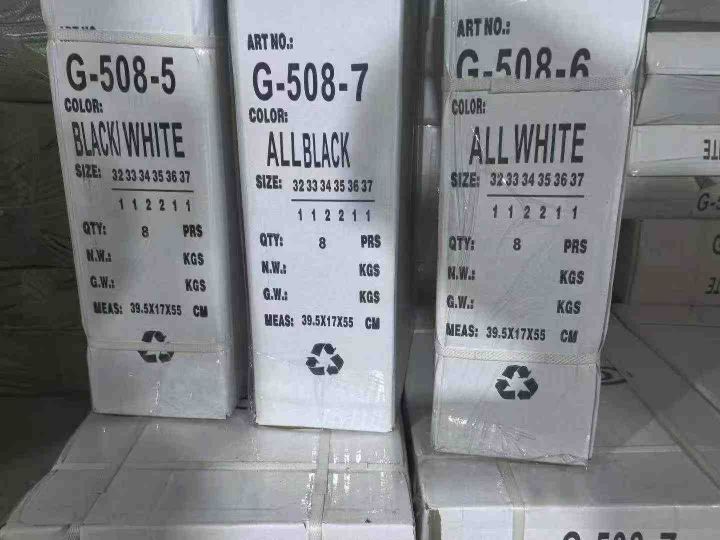 G-508-5
COLOR:
BLACK/WHITE
SIZE: 32 33 34 35 36 37
1 1 2 2 1 1
QTY: 8 PRS
N.W.: KGS
G.W.: KGS
MEAS: 39.5X17X55 CM
ART NO.:
G-508-7
COLOR:
ALL BLACK
SIZE: 32 33 34 35 36 37
1 1 2 2 1 1
QTY: 8 PRS
N.W.: KGS
G.W.: KGS
MEAS: 39.5X17X55 CM
ART NO.:
G-508-6
COLOR:
ALL WHITE
SIZE: 32 33 34 35 36 37
1 1 2 2 1 1
QTY: 8 PRS
N.W.: KGS
G.W.: KGS
MEAS: 39.5X17X55 CM
G-508-7